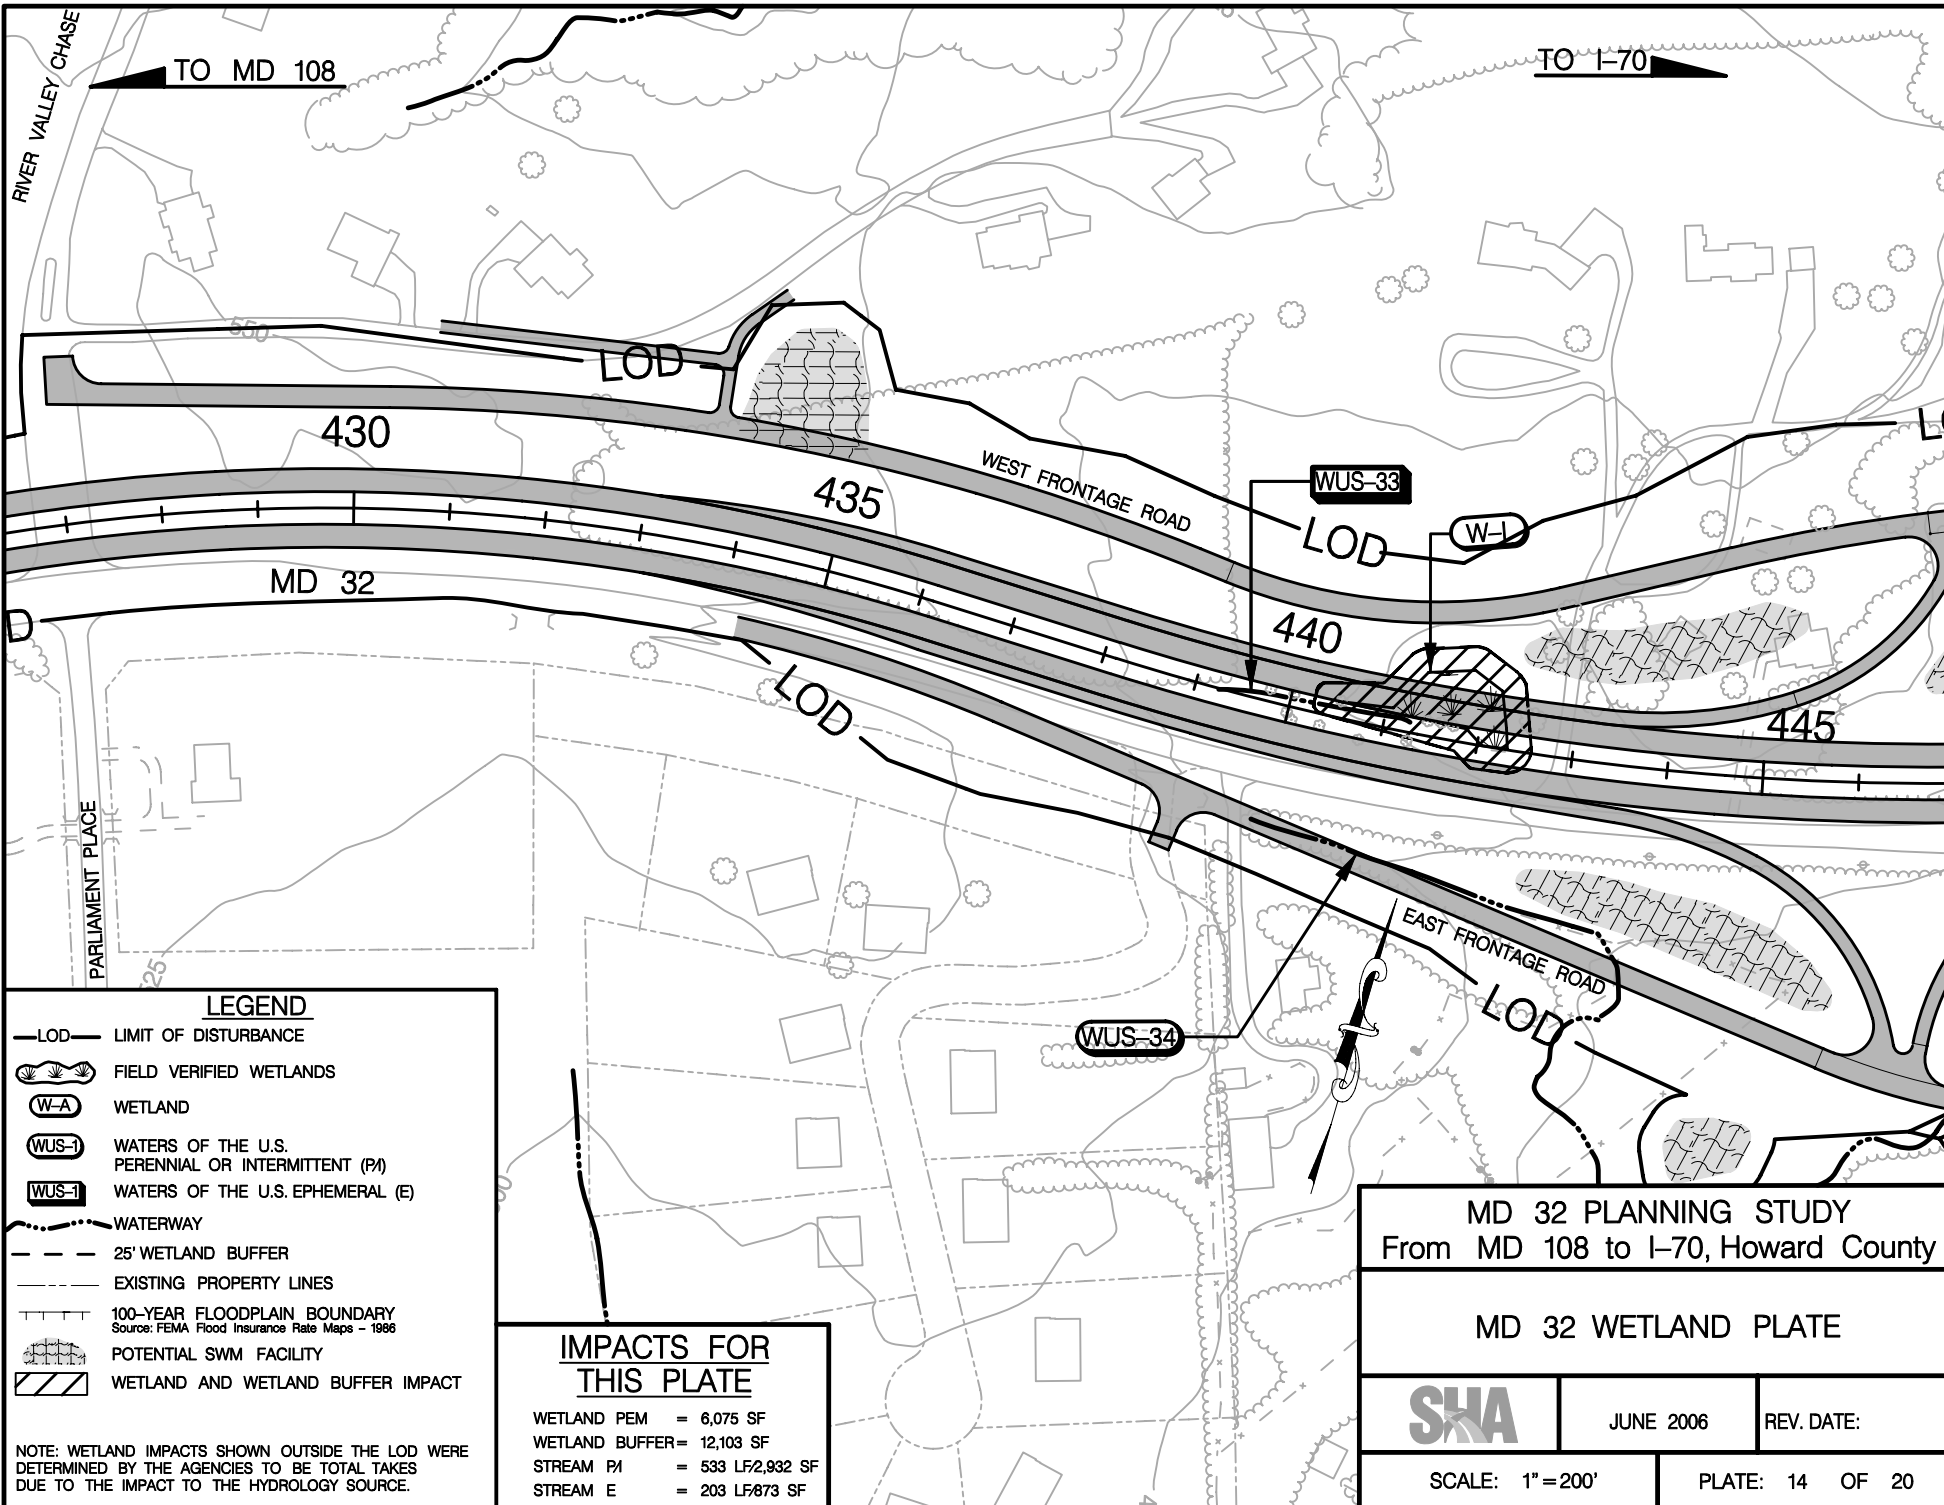 RIVER VALLEY CHASE
TO MD 108
TO I-70
550
LOD
430
435
WEST FRONTAGE ROAD
WUS-33
LOD
W-L
MD 32
440
LOD
445
PARLIAMENT PLACE
525
EAST FRONTAGE ROAD
WUS-34
LOD
LEGEND
LOD LIMIT OF DISTURBANCE
FIELD VERIFIED WETLANDS
W-A WETLAND
WUS-1 WATERS OF THE U.S.
PERENNIAL OR INTERMITTENT (P/I)
WUS-1 WATERS OF THE U.S. EPHEMERAL (E)
WATERWAY
25' WETLAND BUFFER
EXISTING PROPERTY LINES
100-YEAR FLOODPLAIN BOUNDARY
Source: FEMA Flood Insurance Rate Maps - 1986
POTENTIAL SWM FACILITY
WETLAND AND WETLAND BUFFER IMPACT
NOTE: WETLAND IMPACTS SHOWN OUTSIDE THE LOD WERE
DETERMINED BY THE AGENCIES TO BE TOTAL TAKES
DUE TO THE IMPACT TO THE HYDROLOGY SOURCE.
IMPACTS FOR
THIS PLATE
WETLAND PEM = 6,075 SF
WETLAND BUFFER = 12,103 SF
STREAM P/I = 533 LF/2,932 SF
STREAM E = 203 LF/873 SF
MD 32 PLANNING STUDY
From MD 108 to I-70, Howard County
MD 32 WETLAND PLATE
SHA
JUNE 2006
REV. DATE:
SCALE: 1"=200'
PLATE: 14 OF 20